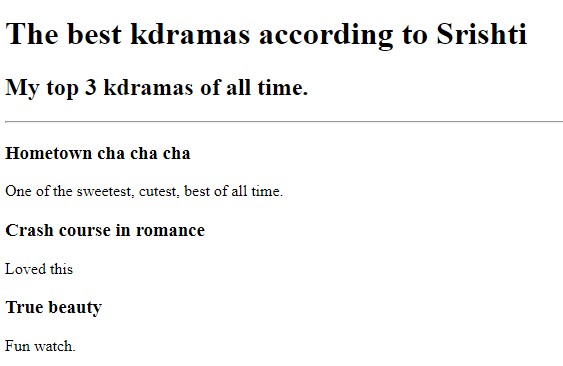 The best kdramas according to Srishti
My top 3 kdramas of all time.
Hometown cha cha cha
One of the sweetest, cutest, best of all time.
Crash course in romance
Loved this
True beauty
Fun watch.